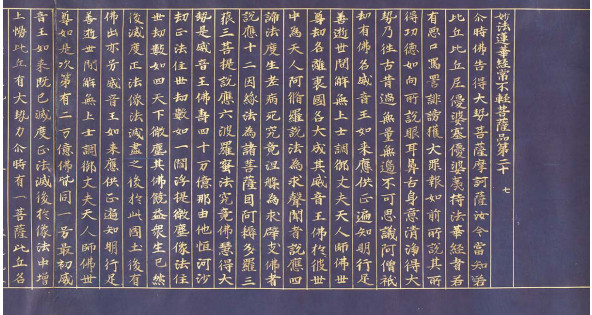 妙法蓮華經常不輕菩薩品第二十 七
尒時佛告得大勢菩薩摩訶薩汝今當知若
比丘比丘尼優婆塞優婆夷持法華經者若
有惡口罵詈誹謗獲大罪報如前所說其所
得功德如向所說眼耳鼻舌身意清淨得大
勢乃往古昔過無量無邊不可思議阿僧祇
劫有佛名威音王如來應供正遍知明行足
善逝世間解無上士調御丈夫天人師佛世
尊劫名離衰國名大成其威音王佛於彼世
中為天人阿脩羅說法為求聲聞者說應四
諦法度生老病死究竟涅槃為求辟支佛者
說應十二因緣法為諸菩薩因阿耨多羅三
藐三菩提說應六波羅蜜法究竟佛慧得大
勢是威音王佛壽四十萬億那由他恒河沙
劫正法住世劫數如一閻浮提微塵像法住
世劫數如四天下微塵其佛饒益眾生已然
後滅度正法像法滅盡之後於此國土復有
佛出亦号威音王如來應供正遍知明行足
善逝世間解無上士調御丈夫天人師佛世
尊如是次第有二万億佛皆同一号最初威
音王如來既已滅度正法滅後於像法中增
上慢比丘有大勢力尒時有一菩薩比丘名